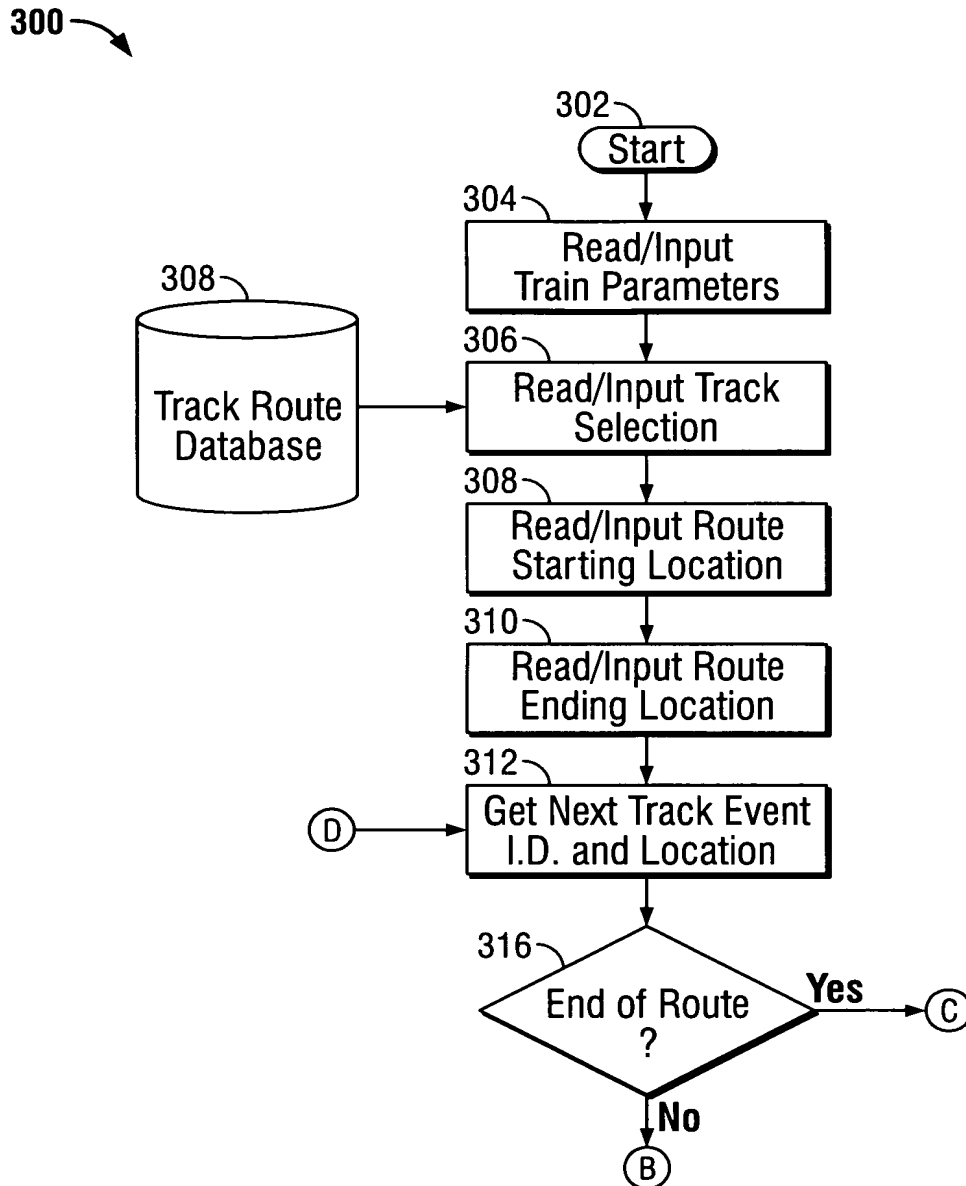 300
302
Start
304
Read/Input
Train Parameters
308
Track Route
Database
306
Read/Input Track
Selection
308
Read/Input Route
Starting Location
310
Read/Input Route
Ending Location
312
D
Get Next Track Event
I.D. and Location
316
End of Route
?
Yes
C
No
B